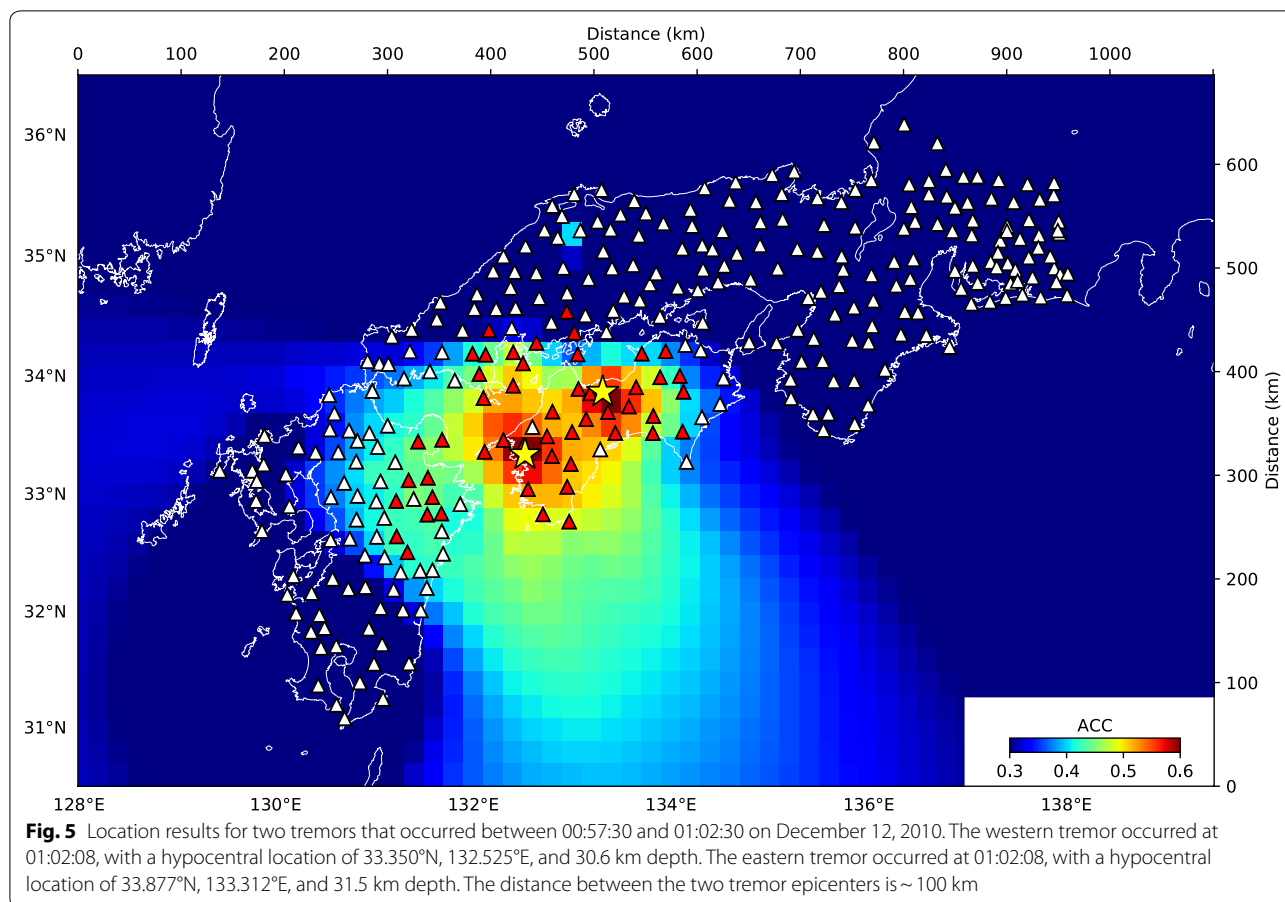 Distance (km)
0 100 200 300 400 500 600 700 800 900 1000
36°N
35°N
34°N
33°N
32°N
31°N
600
500
400
300
200
100
0
Distance (km)
ACC
0.3 0.4 0.5 0.6
128°E 130°E 132°E 134°E 136°E 138°E
Fig. 5 Location results for two tremors that occurred between 00:57:30 and 01:02:30 on December 12, 2010. The western tremor occurred at
01:02:08, with a hypocentral location of 33.350°N, 132.525°E, and 30.6 km depth. The eastern tremor occurred at 01:02:08, with a hypocentral
location of 33.877°N, 133.312°E, and 31.5 km depth. The distance between the two tremor epicenters is ~ 100 km